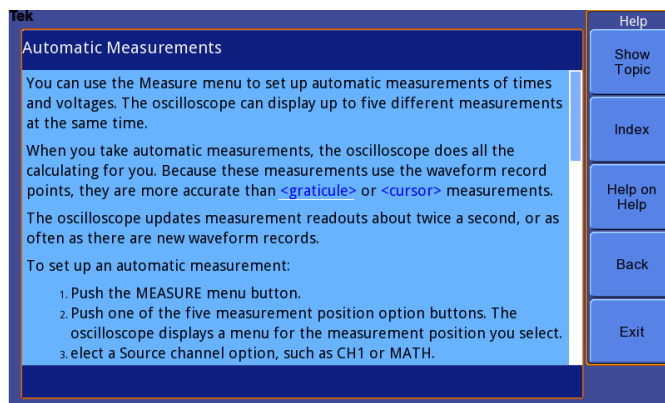 Tek
Automatic Measurements
You can use the Measure menu to set up automatic measurements of times
and voltages. The oscilloscope can display up to five different measurements
at the same time.
When you take automatic measurements, the oscilloscope does all the
calculating for you. Because these measurements use the waveform record
points, they are more accurate than <graticule> or <cursor> measurements.
The oscilloscope updates measurement readouts about twice a second, or as
often as there are new waveform records.
To set up an automatic measurement:
1. Push the MEASURE menu button.
2. Push one of the five measurement position option buttons. The
oscilloscope displays a menu for the measurement position you select.
3. elect a Source channel option, such as CH1 or MATH.
Help
Show
Topic
Index
Help on
Help
Back
Exit